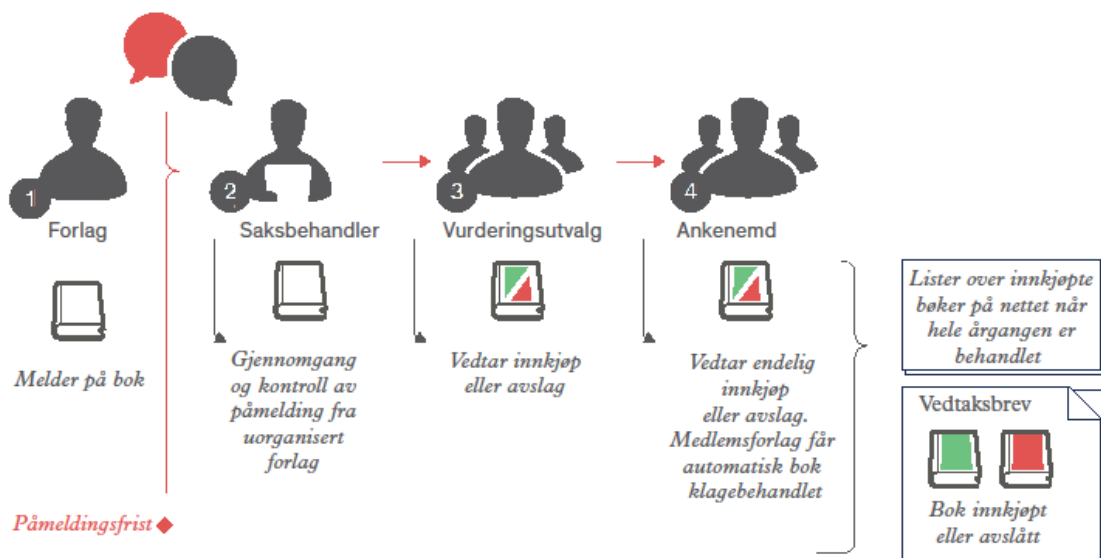 1
Forlag
Melder på bok
Påmeldingsfrist
2
Saksbehandler
Gjennomgang
og kontroll av
påmelding fra
uorganisert
forlag
3
Vurderingsutvalg
Vedtar innkjøp
eller avslag
4
Ankenemd
Vedtar endelig
innkjøp
eller avslag.
Medlemsforlag får
automatisk bok
klagebehandlet
Lister over innkjøpte
bøker på nettet når
hele årgangen er
behandlet
Vedtaksbrev
Bok innkjøpt
eller avslått